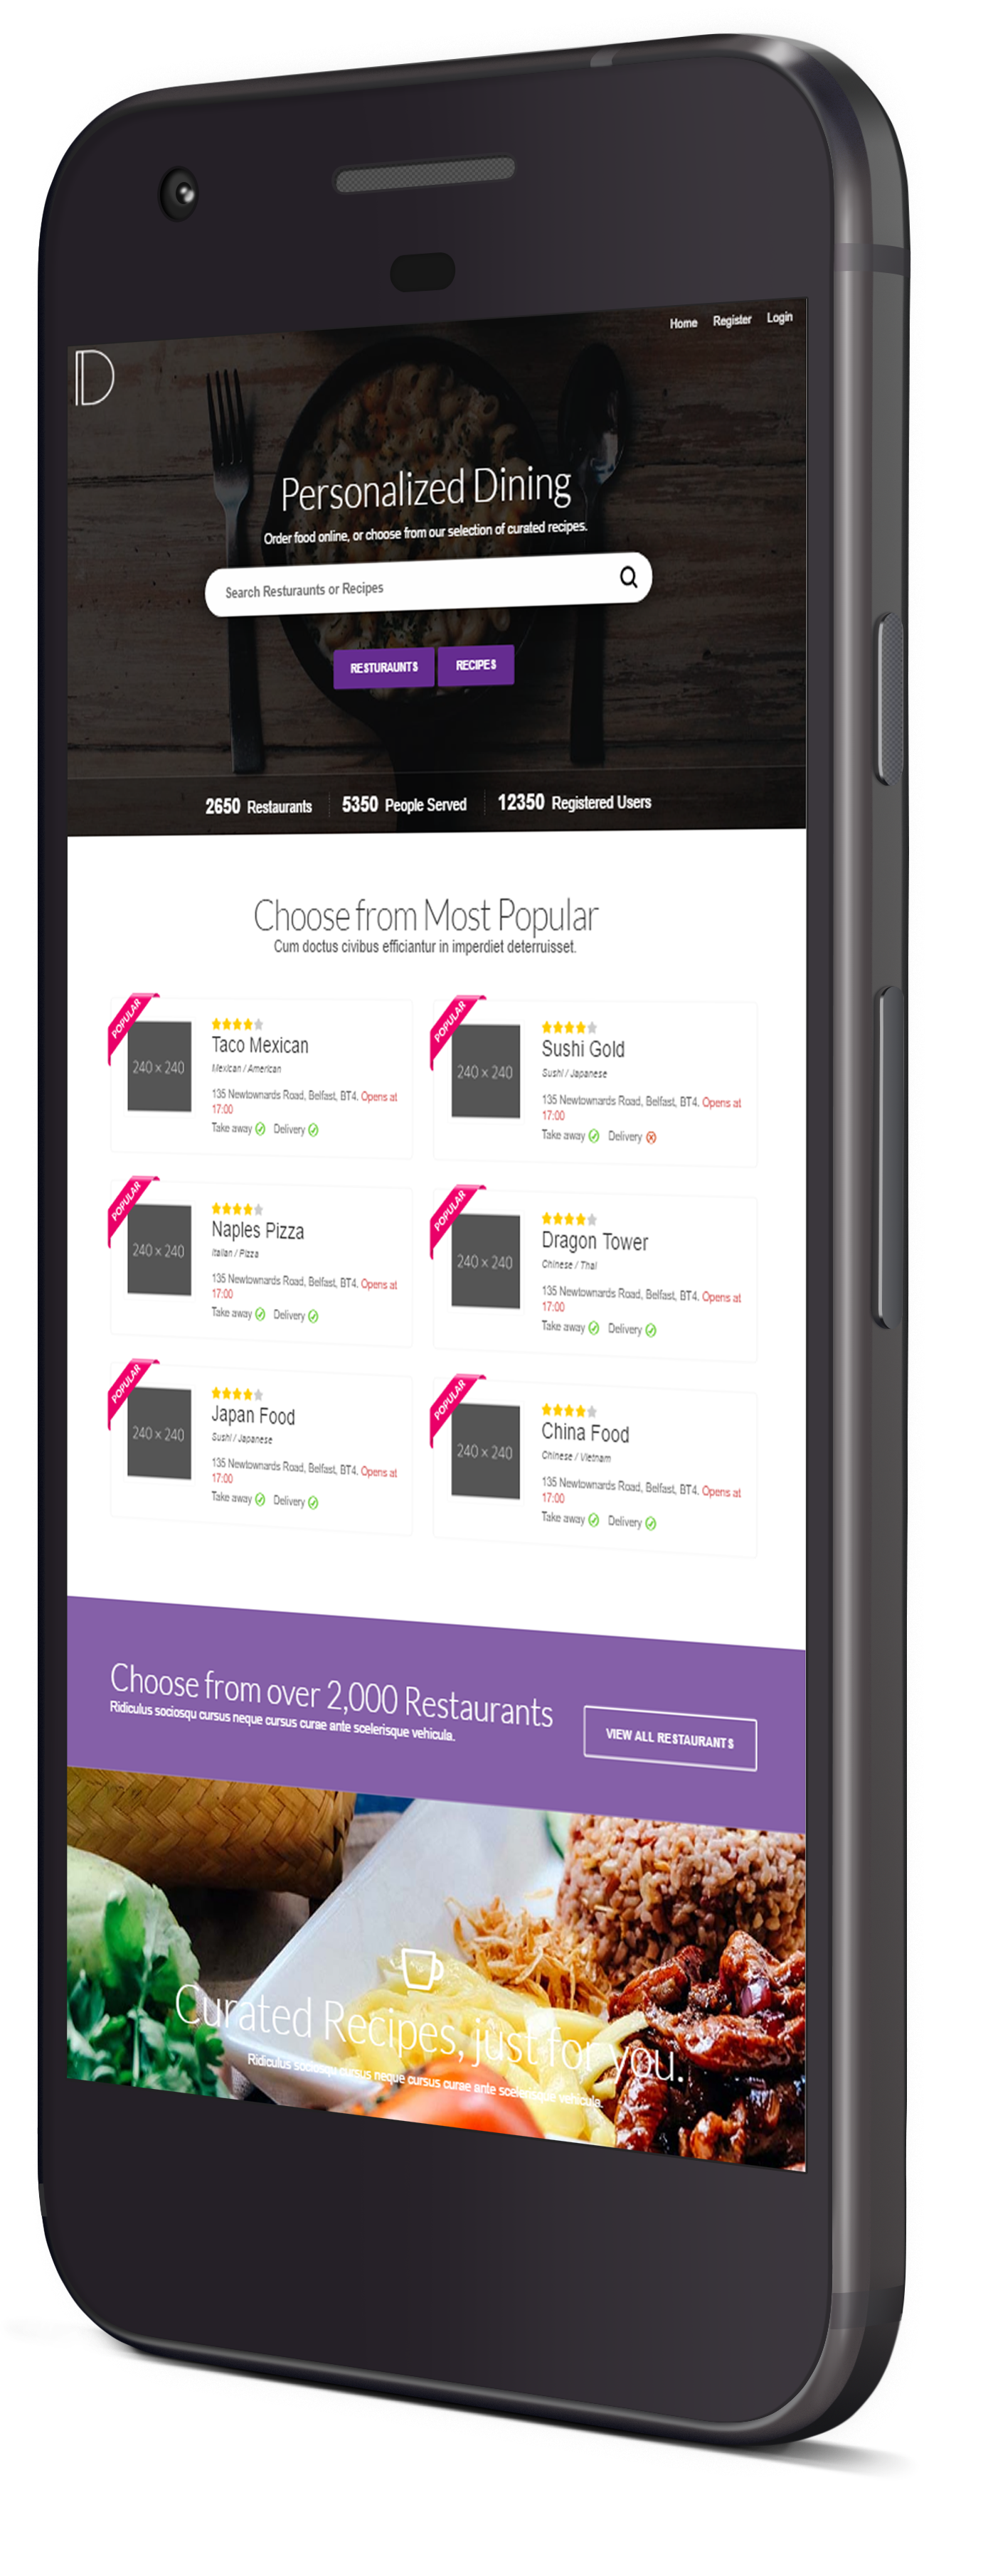 Home Register Login
D
Personalized Dining
Order food online, or choose from our selection of curated recipes.
Search Resturaunts or Recipes
RESTURAUNTS RECIPES
2650 Restaurants 5350 People Served 12350 Registered Users
Choose from Most Popular
Cum doctus civibus efficiantur in imperdiet deterruisset.
POPULAR
240 x 240
Taco Mexican
Mexican / American
135 Newtownards Road, Belfast, BT4. Opens at
17:00
Take away Delivery
POPULAR
240 x 240
Sushi Gold
Sushi / Japanese
135 Newtownards Road, Belfast, BT4. Opens at
17:00
Take away Delivery
POPULAR
240 x 240
Naples Pizza
Italian / Pizza
135 Newtownards Road, Belfast, BT4. Opens at
17:00
Take away Delivery
POPULAR
240 x 240
Dragon Tower
Chinese / Thai
135 Newtownards Road, Belfast, BT4. Opens at
17:00
Take away Delivery
POPULAR
240 x 240
Japan Food
Sushi / Japanese
135 Newtownards Road, Belfast, BT4. Opens at
17:00
Take away Delivery
POPULAR
240 x 240
China Food
Chinese / Vietnam
135 Newtownards Road, Belfast, BT4. Opens at
17:00
Take away Delivery
Choose from over 2,000 Restaurants
Ridiculus sociosqu cursus neque cursus curae ante scelerisque vehicula.
VIEW ALL RESTAURANTS
Curated Recipes, just for you.
Ridiculus sociosqu cursus neque cursus curae ante scelerisque vehicula.